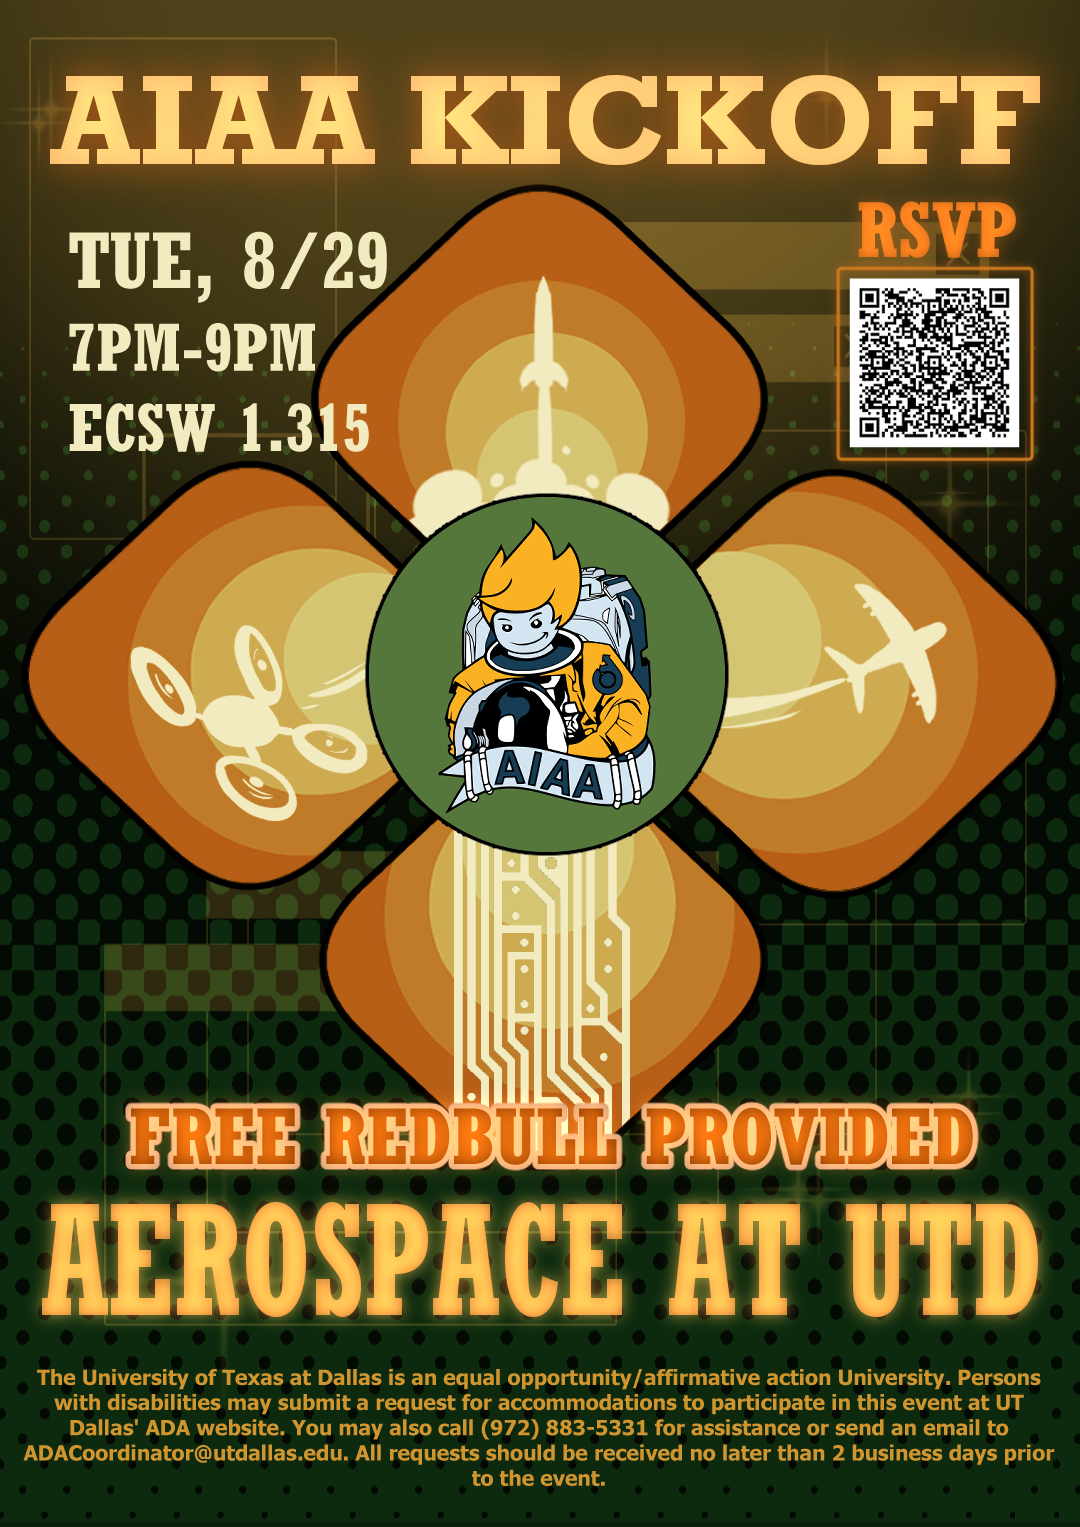 AIAA KICKOFF
TUE, 8/29
7PM-9PM
ECSW 1.315
RSVP
AIAA
FREE REDBULL PROVIDED
AEROSPACE AT UTD
The University of Texas at Dallas is an equal opportunity/affirmative action University. Persons
with disabilities may submit a request for accommodations to participate in this event at UT
Dallas' ADA website. You may also call (972) 883-5331 for assistance or send an email to
ADACoordinator@utdallas.edu. All requests should be received no later than 2 business days prior
to the event.